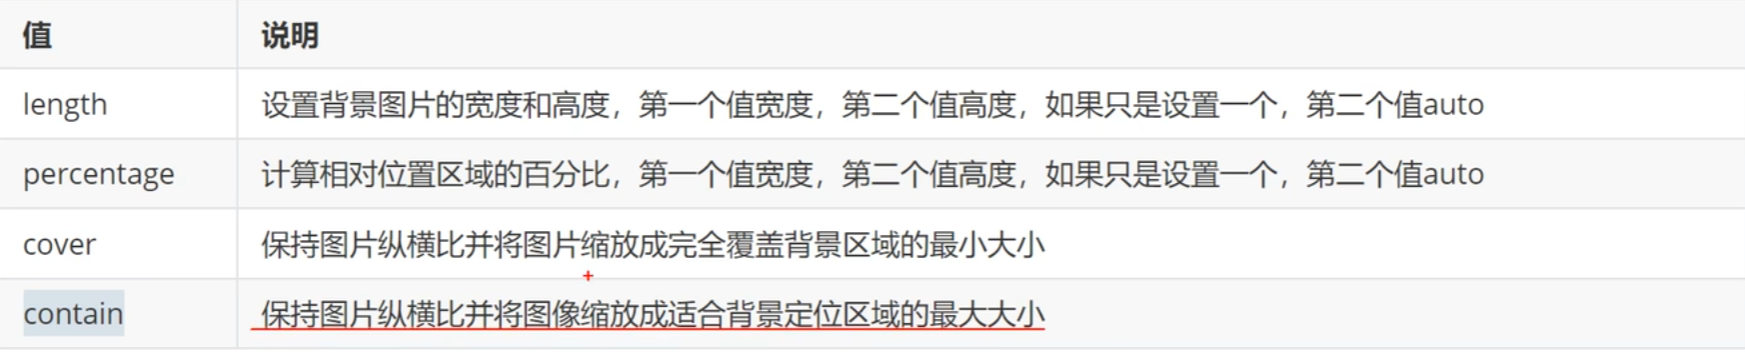 值 说明
length 设置背景图片的宽度和高度，第一个值宽度，第二个值高度，如果只是设置一个，第二个值auto
percentage 计算相对位置区域的百分比，第一个值宽度，第二个值高度，如果只是设置一个，第二个值auto
cover 保持图片纵横比并将图片缩放成完全覆盖背景区域的最小大小
contain 保持图片纵横比并将图像缩放成适合背景定位区域的最大大小